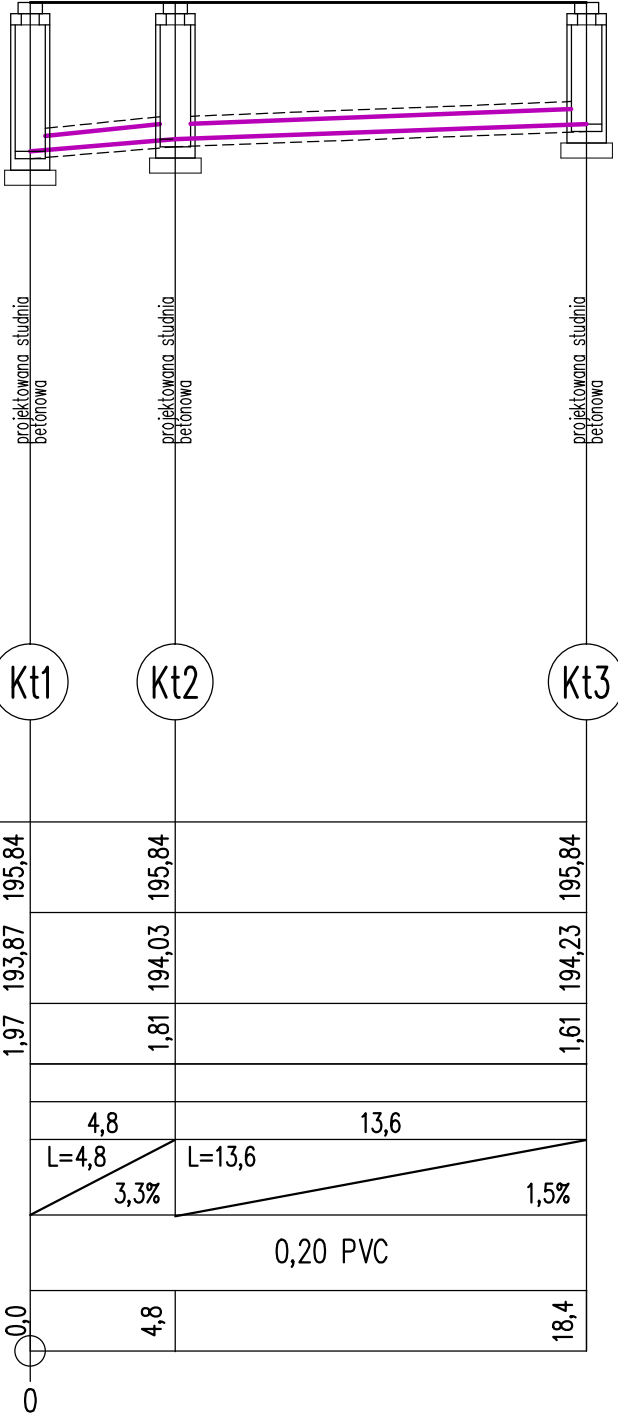 projektowana studnia
betonowa
projektowana studnia
betonowa
projektowana studnia
betonowa
Kt1
Kt2
Kt3
195,84
195,84
195,84
193,87
194,03
194,23
1,97
1,81
1,61
4,8
13,6
L=4,8
L=13,6
3,3%
1,5%
0,20 PVC
0,0
4,8
18,4
0